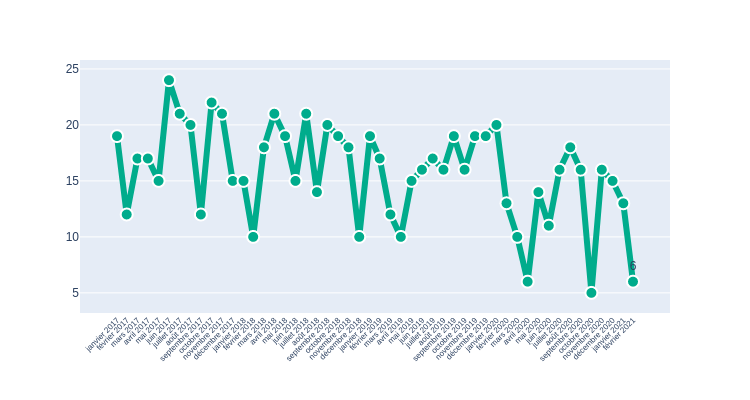 25
20
15
10
5
6
janvier 2017
février 2017
mars 2017
avril 2017
mai 2017
juin 2017
juillet 2017
août 2017
septembre 2017
octobre 2017
novembre 2017
décembre 2017
janvier 2018
février 2018
mars 2018
avril 2018
mai 2018
juin 2018
juillet 2018
août 2018
septembre 2018
octobre 2018
novembre 2018
décembre 2018
janvier 2019
février 2019
mars 2019
avril 2019
mai 2019
juin 2019
juillet 2019
août 2019
septembre 2019
octobre 2019
novembre 2019
décembre 2019
janvier 2020
février 2020
mars 2020
avril 2020
mai 2020
juin 2020
juillet 2020
août 2020
septembre 2020
octobre 2020
novembre 2020
décembre 2020
janvier 2021
février 2021